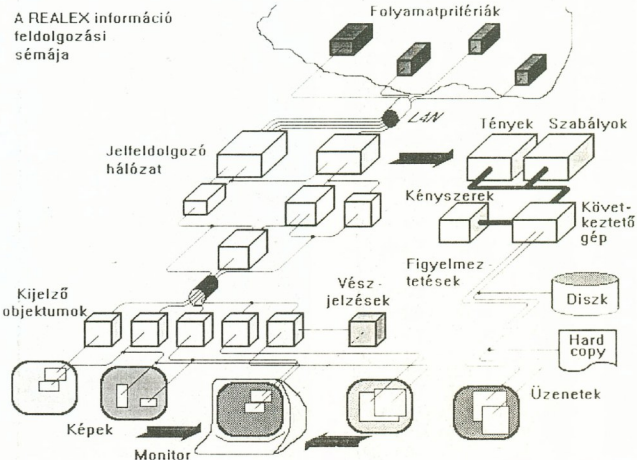 A REALEX információ
feldolgozási
sémája
Folyamatprifériák
LAN
Jelfeldolgozó
hálózat
Tények
Szabályok
Kényszerek
Követ-
keztető
gép
Figyelmez-
tetések
Kijelző
objektumok
Vész-
jelzések
Diszk
Hard
copy
Üzenetek
Képek
Monitor